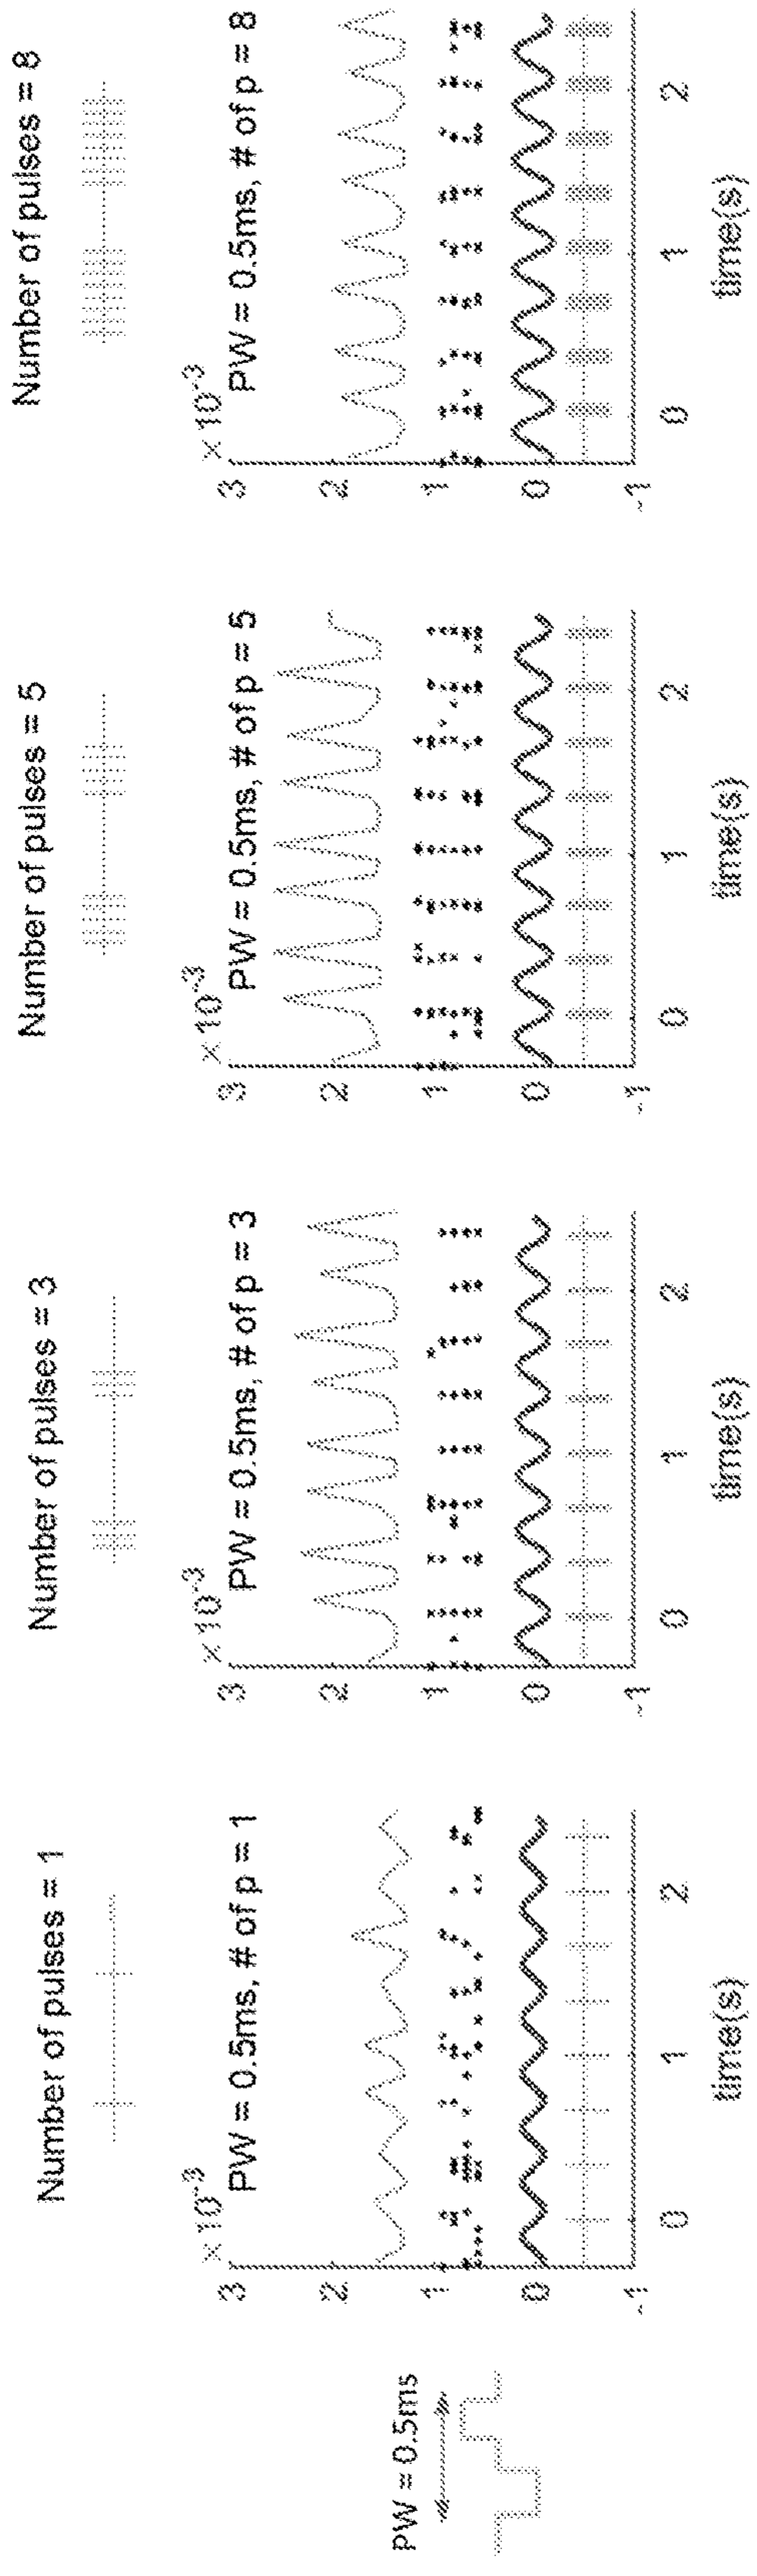 Number of pulses = 1
Number of pulses = 3
Number of pulses = 5
Number of pulses = 8
PW = 0.5ms
× 10⁻³
PW = 0.5ms, # of p = 1
3
2
1
0
-1
0
1
2
time(s)
× 10⁻³
PW = 0.5ms, # of p = 3
3
2
1
0
-1
0
1
2
time(s)
× 10⁻³
PW = 0.5ms, # of p = 5
3
2
1
0
-1
0
1
2
time(s)
× 10⁻³
PW = 0.5ms, # of p = 8
3
2
1
0
-1
0
1
2
time(s)